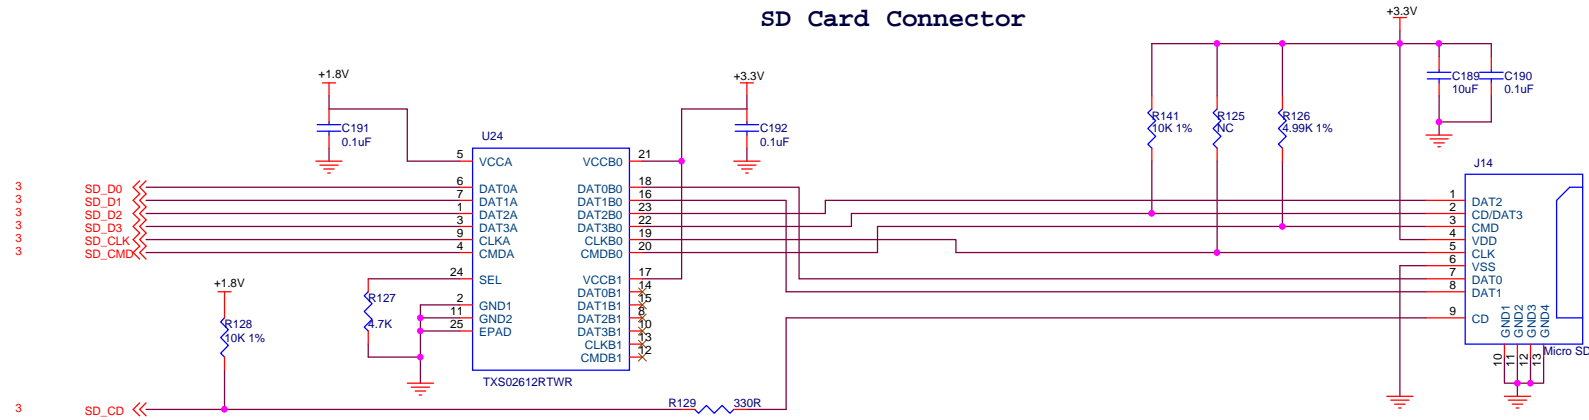 SD Card Connector
+3.3V
+1.8V
+3.3V
C189
10uF
C190
0.1uF
C191
0.1uF
C192
0.1uF
R141
10K 1%
R125
NC
R126
4.99K 1%
U24
J14
5 VCCA VCCB0 21
3 SD_D0 6 DAT0A DAT0B0 18
3 SD_D1 7 DAT1A DAT1B0 16
3 SD_D2 1 DAT2A DAT2B0 23
3 SD_D3 3 DAT3A DAT3B0 22
3 SD_CLK 9 CLKA CLKB0 19
3 SD_CMD 4 CMDA CMDB0 20
24 SEL VCCB1 17
DAT0B1 14
2 GND1 DAT1B1 15
11 GND2 DAT2B1 8
25 EPAD DAT3B1 10
CLKB1 13
CMDB1 12
TXS02612RTWR
1 DAT2
2 CD/DAT3
3 CMD
4 VDD
5 CLK
6 VSS
7 DAT0
8 DAT1
9 CD
GND1 10
GND2 11
GND3 12
GND4 13
Micro SD
+1.8V
R128
10K 1%
R127
4.7K
3 SD_CD
R129 330R